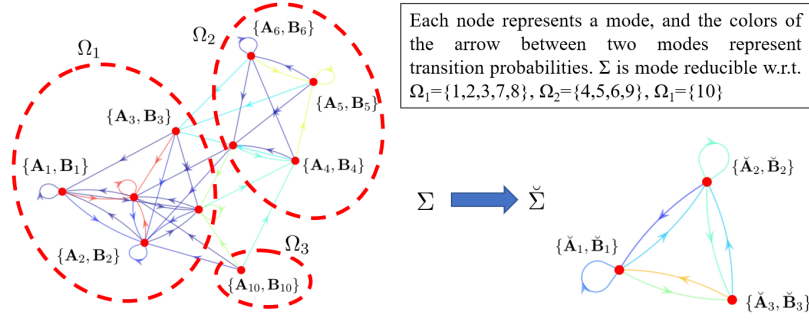 Ω₁
Ω₂
{A₆, B₆}
{A₅, B₅}
{A₃, B₃}
{A₁, B₁}
{A₄, B₄}
{A₂, B₂}
Ω₃
{A₁₀, B₁₀}
Each node represents a mode, and the colors of
the arrow between two modes represent
transition probabilities. Σ is mode reducible w.r.t.
Ω₁={1,2,3,7,8}, Ω₂={4,5,6,9}, Ω₁={10}
Σ
Σ̆
{Ă₂, B̆₂}
{Ă₁, B̆₁}
{Ă₃, B̆₃}